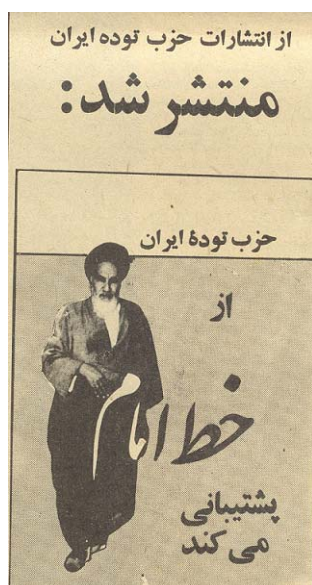 از انتشارات حزب توده ایران
منتشر شد:
حزب تودهٔ ایران
از
خط امام
پشتیبانی
می کند